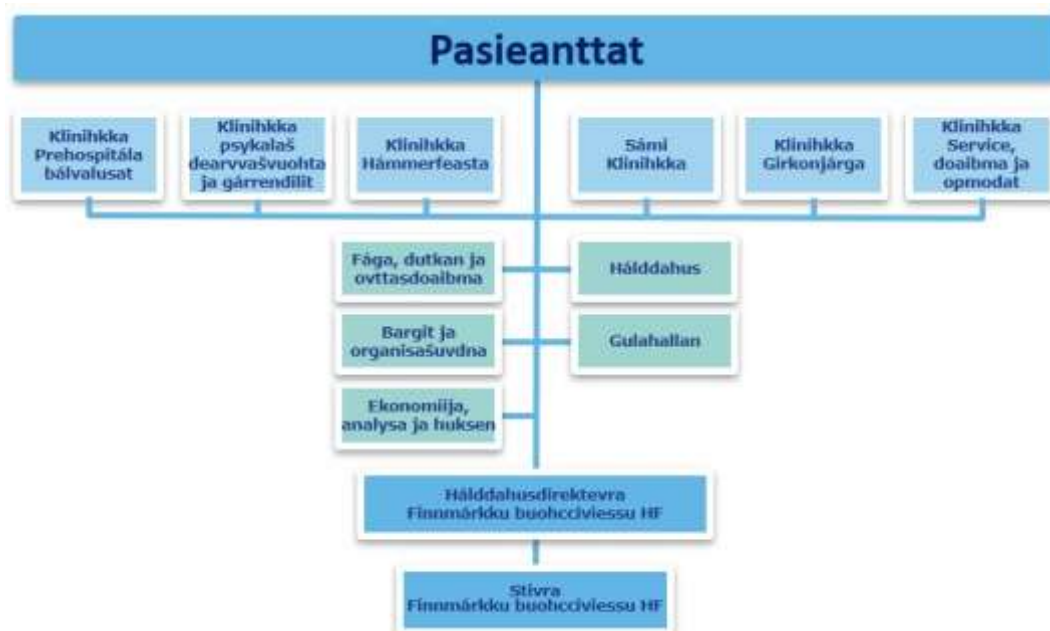 Pasieanttat
Klinihkka
Prehospitála
bálvalusat
Klinihkka
psykalaš
dearvvašvuohta
ja gárrendilit
Klinihkka
Hámmerfeasta
Sámi
Klinihkka
Klinihkka
Girkonjárga
Klinihkka
Service,
doaibma ja
opmodat
Fága, dutkan ja
ovttasdoaibma
Hálddahus
Bargit ja
organisašuvdna
Gulahallan
Ekonomiija,
analysa ja huksen
Hálddahusdirektevra
Finnmárkku buohcciviessu HF
Stivra
Finnmárkku buohcciviessu HF